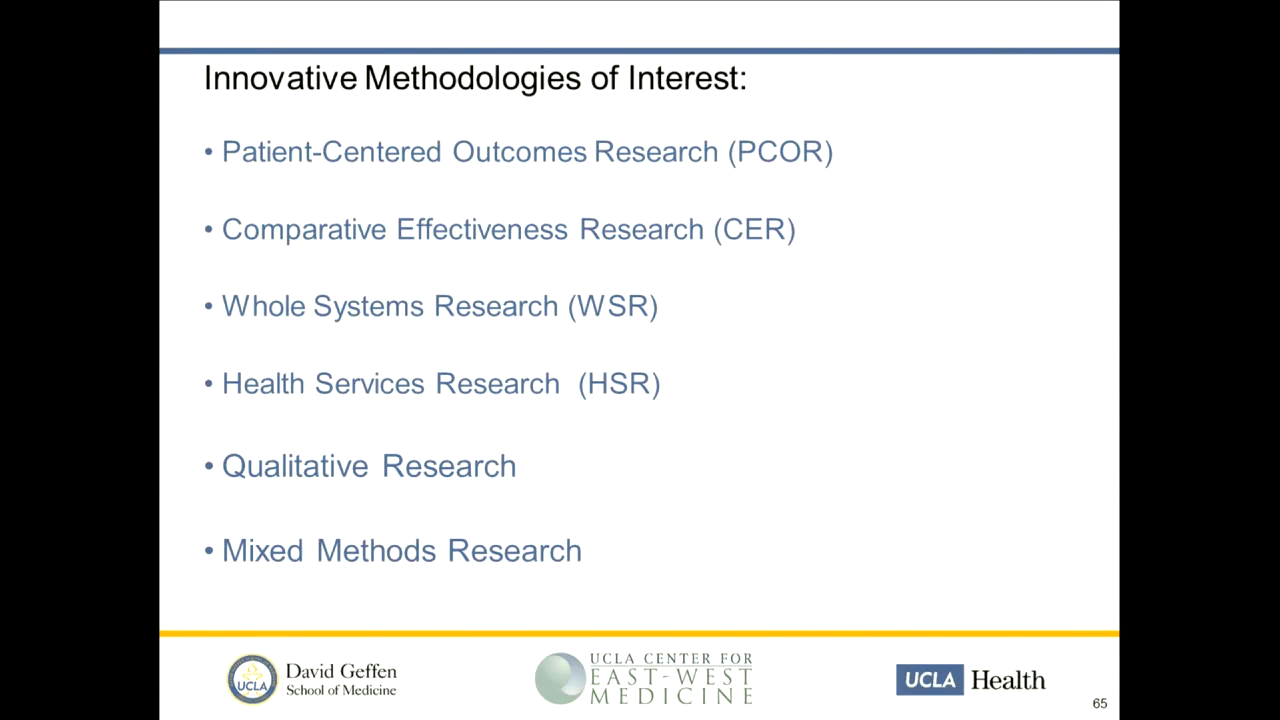 Innovative Methodologies of Interest:
• Patient-Centered Outcomes Research (PCOR)
• Comparative Effectiveness Research (CER)
• Whole Systems Research (WSR)
• Health Services Research (HSR)
• Qualitative Research
• Mixed Methods Research
UCLA
David Geffen
School of Medicine
UCLA CENTER FOR
EAST-WEST
MEDICINE
UCLA Health
65